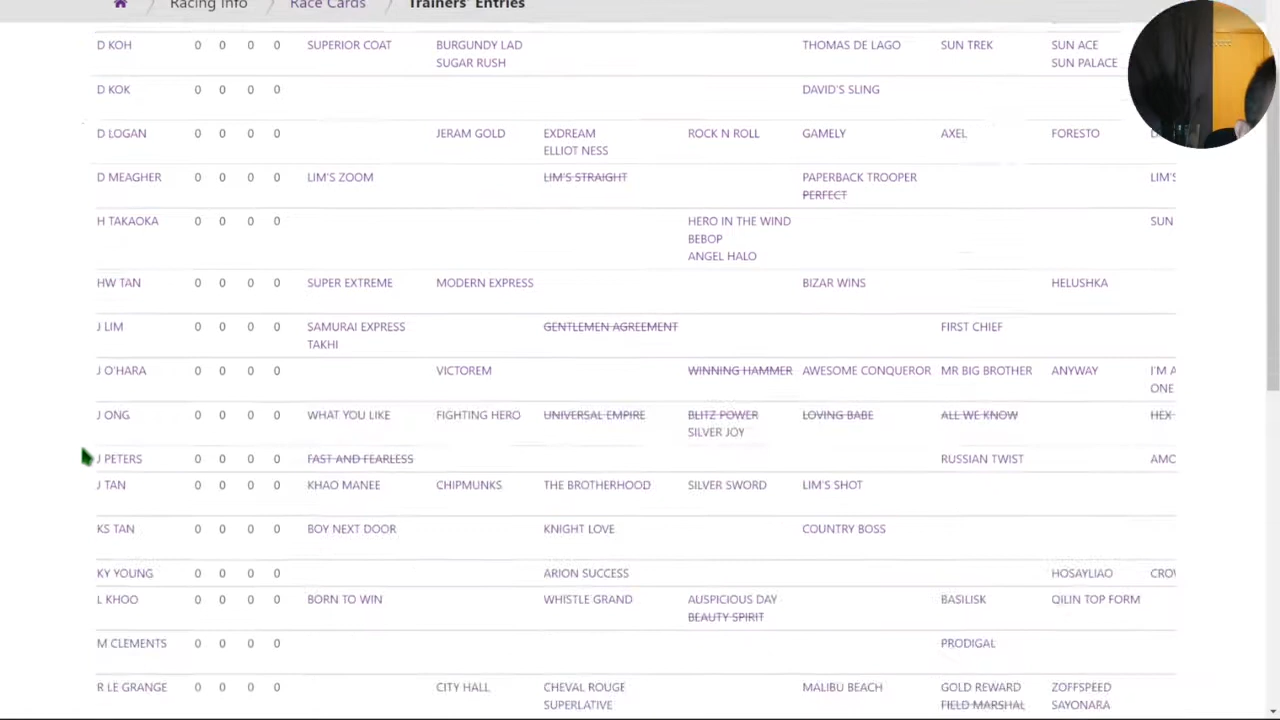 Racing Info Race Cards Trainers' Entries
D KOH 0 0 0 0 SUPERIOR COAT BURGUNDY LAD THOMAS DE LAGO SUN TREK SUN ACE
SUGAR RUSH SUN PALACE
D KOK 0 0 0 0 DAVID'S SLING
D LOGAN 0 0 0 0 JERAM GOLD EXDREAM ROCK N ROLL GAMELY AXEL FORESTO
ELLIOT NESS
D MEAGHER 0 0 0 0 LIM'S ZOOM LIM'S STRAIGHT PAPERBACK TROOPER LIM'S
PERFECT
H TAKAOKA 0 0 0 0 HERO IN THE WIND SUN
BEBOP
ANGEL HALO
HW TAN 0 0 0 0 SUPER EXTREME MODERN EXPRESS BIZAR WINS HELUSHKA
J LIM 0 0 0 0 SAMURAI EXPRESS GENTLEMEN AGREEMENT FIRST CHIEF
TAKHI
J O'HARA 0 0 0 0 VICTOREM WINNING HAMMER AWESOME CONQUEROR MR BIG BROTHER ANYWAY I'M A
ONE
J ONG 0 0 0 0 WHAT YOU LIKE FIGHTING HERO UNIVERSAL EMPIRE BLITZ POWER LOVING BABE ALL WE KNOW HEX
SILVER JOY
J PETERS 0 0 0 0 FAST AND FEARLESS RUSSIAN TWIST AMO
J TAN 0 0 0 0 KHAO MANEE CHIPMUNKS THE BROTHERHOOD SILVER SWORD LIM'S SHOT
KS TAN 0 0 0 0 BOY NEXT DOOR KNIGHT LOVE COUNTRY BOSS
KY YOUNG 0 0 0 0 ARION SUCCESS HOSAYLIAO CROW
L KHOO 0 0 0 0 BORN TO WIN WHISTLE GRAND AUSPICIOUS DAY BASILISK QILIN TOP FORM
BEAUTY SPIRIT
M CLEMENTS 0 0 0 0 PRODIGAL
R LE GRANGE 0 0 0 0 CITY HALL CHEVAL ROUGE MALIBU BEACH GOLD REWARD ZOFFSPEED
SUPERLATIVE FIELD MARSHAL SAYONARA